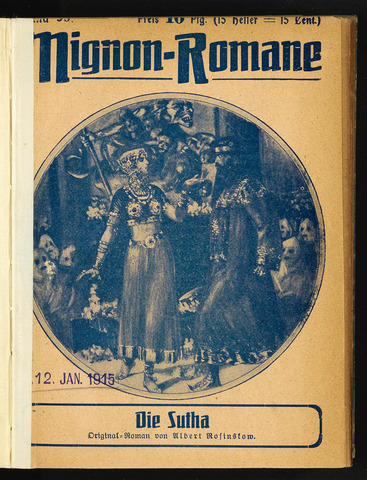 Preis 10 Pfg. (15 Heller = 15 Cent.)
Mignon-Romane
12. JAN. 1915
Die Sutha
Original-Roman von Albert Rosinskow.